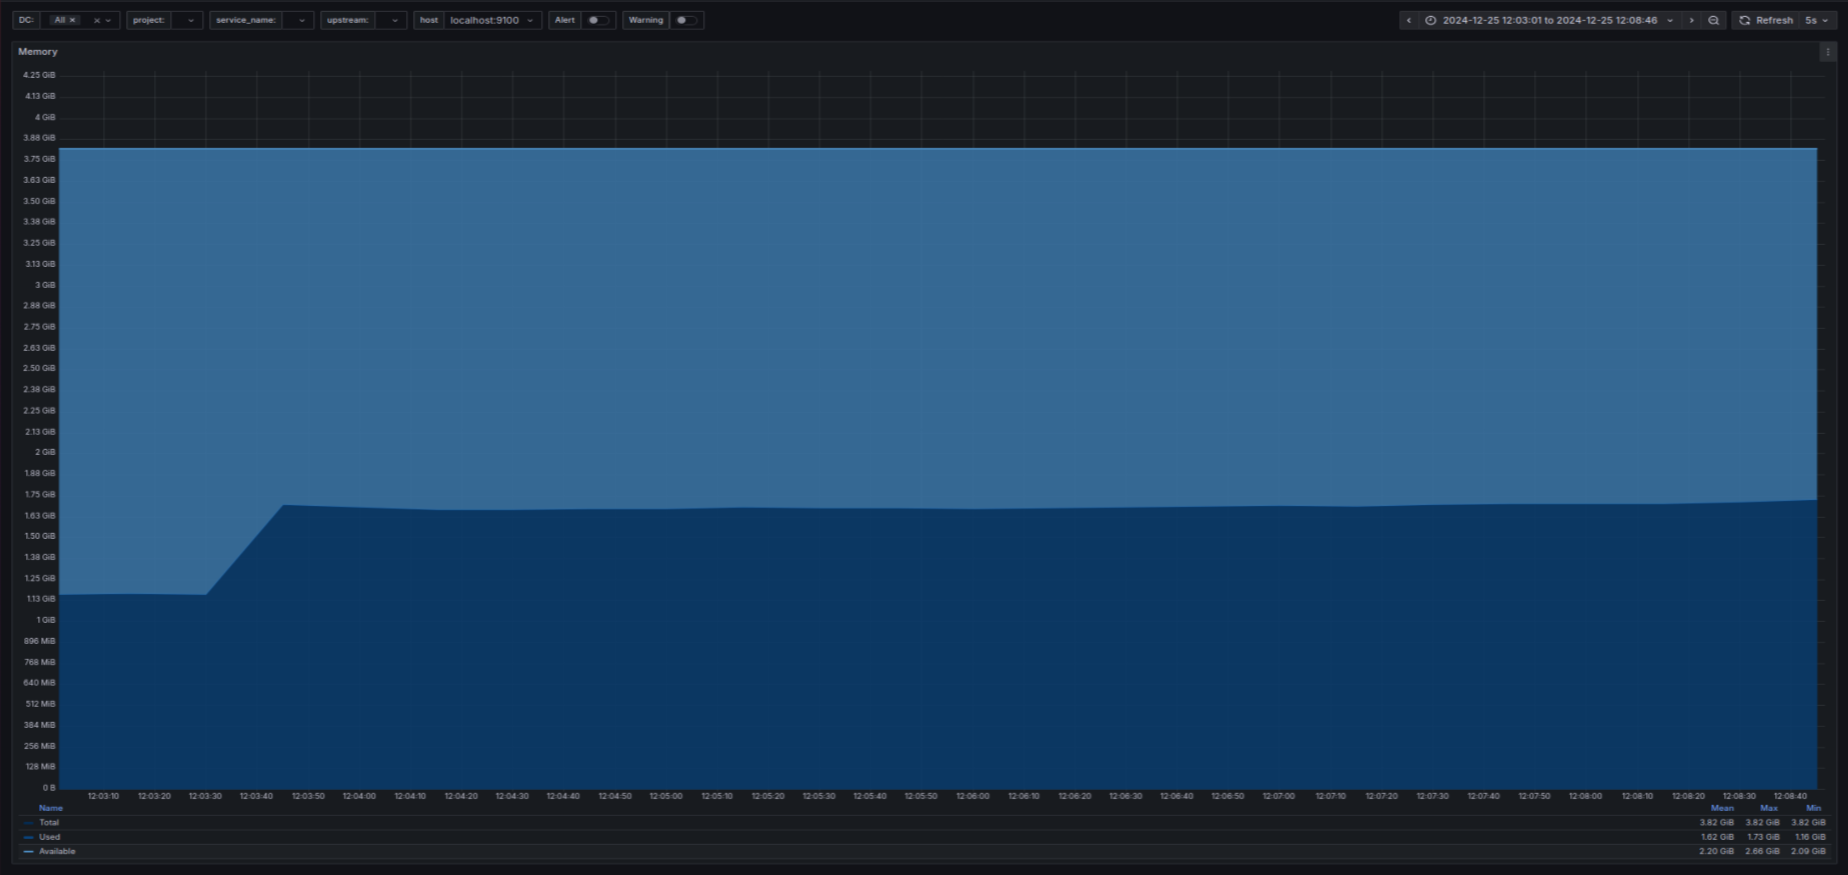 DC: All × × project: service_name: upstream: host localhost:9100 Alert Warning 2024-12-25 12:03:01 to 2024-12-25 12:08:46 Refresh 5s
Memory
4.25 GiB
4.13 GiB
4 GiB
3.88 GiB
3.75 GiB
3.63 GiB
3.50 GiB
3.38 GiB
3.25 GiB
3.13 GiB
3 GiB
2.88 GiB
2.75 GiB
2.63 GiB
2.50 GiB
2.38 GiB
2.25 GiB
2.13 GiB
2 GiB
1.88 GiB
1.75 GiB
1.63 GiB
1.50 GiB
1.38 GiB
1.25 GiB
1.13 GiB
1 GiB
896 MiB
768 MiB
640 MiB
512 MiB
384 MiB
256 MiB
128 MiB
0 B
12:03:10 12:03:20 12:03:30 12:03:40 12:03:50 12:04:00 12:04:10 12:04:20 12:04:30 12:04:40 12:04:50 12:05:00 12:05:10 12:05:20 12:05:30 12:05:40 12:05:50 12:06:00 12:06:10 12:06:20 12:06:30 12:06:40 12:06:50 12:07:00 12:07:10 12:07:20 12:07:30 12:07:40 12:07:50 12:08:00 12:08:10 12:08:20 12:08:30 12:08:40
Name Mean Max Min
Total 3.82 GiB 3.82 GiB 3.82 GiB
Used 1.62 GiB 1.73 GiB 1.16 GiB
Available 2.20 GiB 2.66 GiB 2.09 GiB